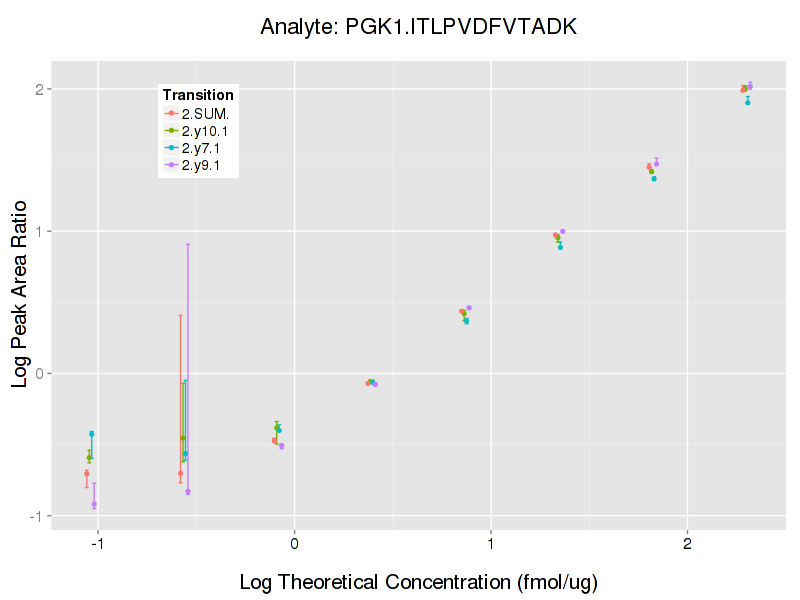 Analyte: PGK1.ITLPVDFVTADK
Log Peak Area Ratio
2
1
0
-1
Transition
2.SUM.
2.y10.1
2.y7.1
2.y9.1
-1 0 1 2
Log Theoretical Concentration (fmol/ug)